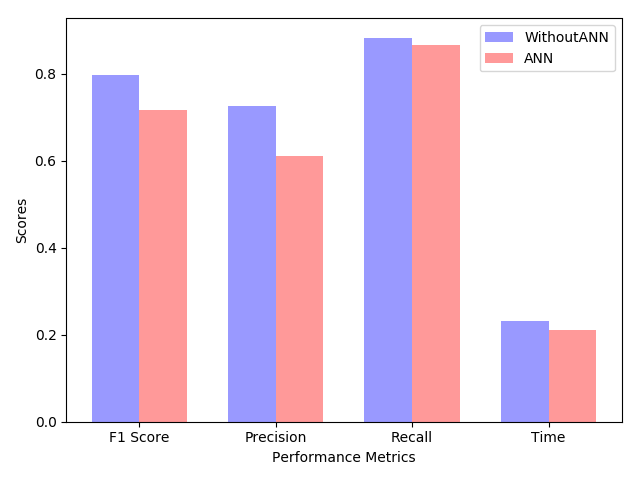 WithoutANN
ANN
Scores
0.8
0.6
0.4
0.2
0.0
F1 Score
Precision
Recall
Time
Performance Metrics